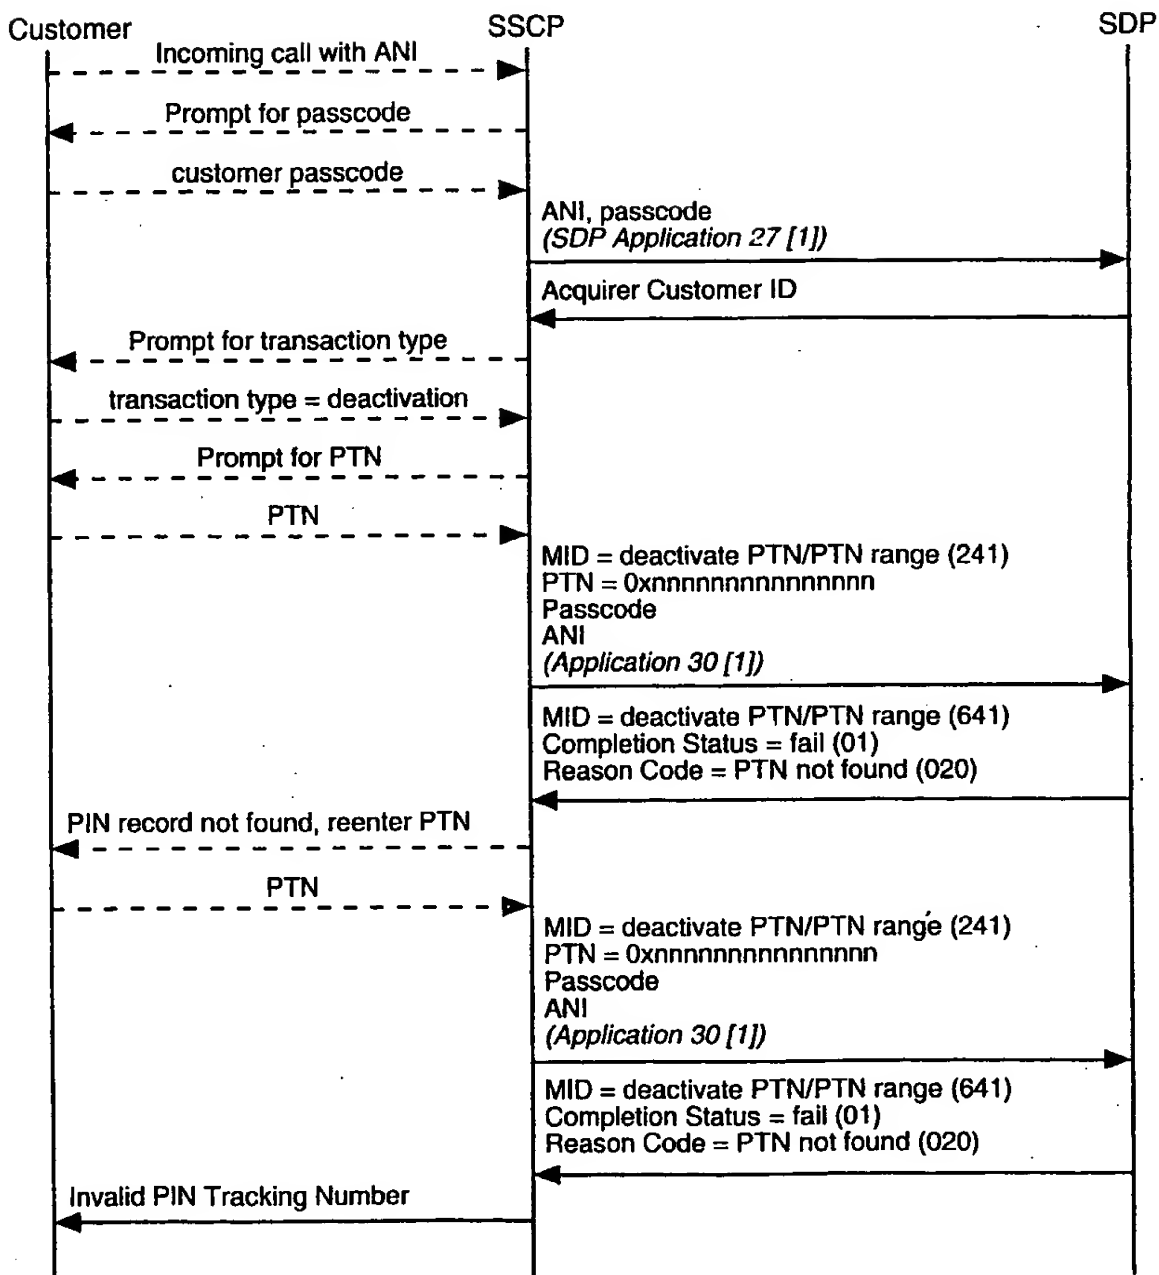 Customer
SSCP
SDP
Incoming call with ANI
Prompt for passcode
customer passcode
ANI, passcode
(SDP Application 27 [1])
Acquirer Customer ID
Prompt for transaction type
transaction type = deactivation
Prompt for PTN
PTN
MID = deactivate PTN/PTN range (241)
PTN = 0xnnnnnnnnnnnnnnnnn
Passcode
ANI
(Application 30 [1])
MID = deactivate PTN/PTN range (641)
Completion Status = fail (01)
Reason Code = PTN not found (020)
PIN record not found, reenter PTN
PTN
MID = deactivate PTN/PTN range (241)
PTN = 0xnnnnnnnnnnnnnnnnn
Passcode
ANI
(Application 30 [1])
MID = deactivate PTN/PTN range (641)
Completion Status = fail (01)
Reason Code = PTN not found (020)
Invalid PIN Tracking Number